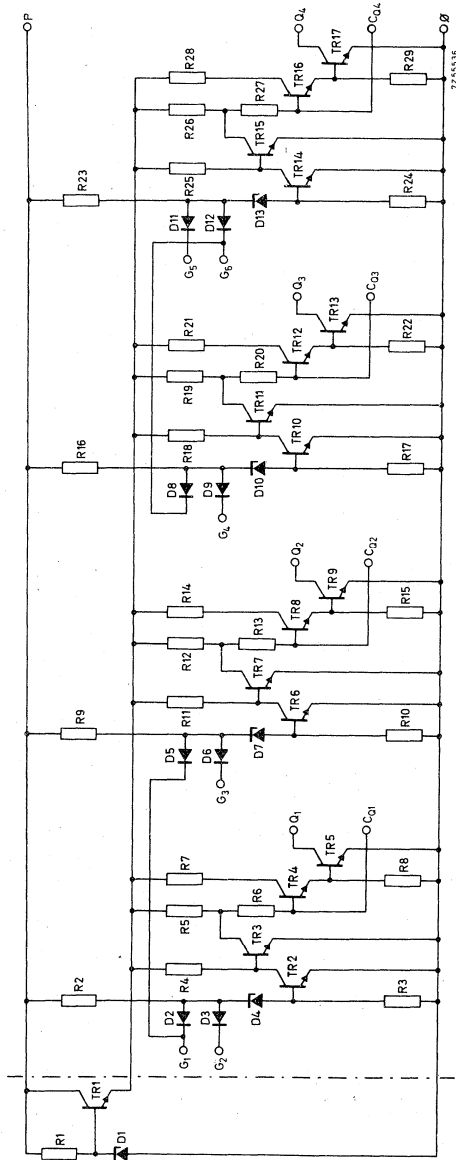 P
R1
TR1
D1
R2
D2
G1
D3
G2
D4
R3
R4
TR2
R5
TR3
R6
R7
TR4
Q1
TR5
CQ1
R8
R9
D5
D6
G3
D7
R10
R11
TR6
R12
TR7
R13
R14
TR8
Q2
TR9
CQ2
R15
R16
D8
D9
G4
D10
R17
R18
TR10
R19
TR11
R20
R21
TR12
Q3
TR13
CQ3
R22
R23
D11
G5
D12
G6
D13
R24
R25
TR14
R26
TR15
R27
R28
TR16
Q4
TR17
CQ4
R29
Ø
7Z65536